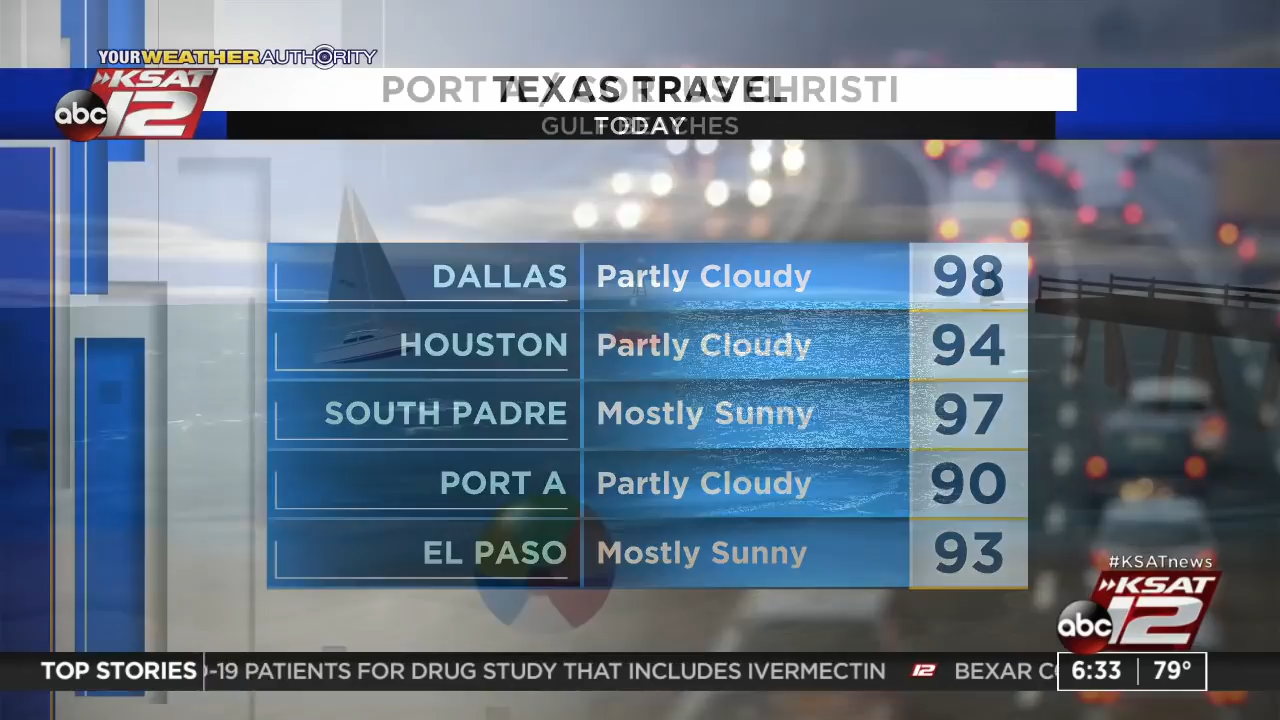 YOUR WEATHER AUTHORITY
KSAT
abc 12
TEXAS TRAVEL
TODAY
GULF BEACHES
DALLAS Partly Cloudy 98
HOUSTON Partly Cloudy 94
SOUTH PADRE Mostly Sunny 97
PORT A Partly Cloudy 90
EL PASO Mostly Sunny 93
#KSATnews
KSAT
abc 12
TOP STORIES -19 PATIENTS FOR DRUG STUDY THAT INCLUDES IVERMECTIN 12 BEXAR 6:33 79°